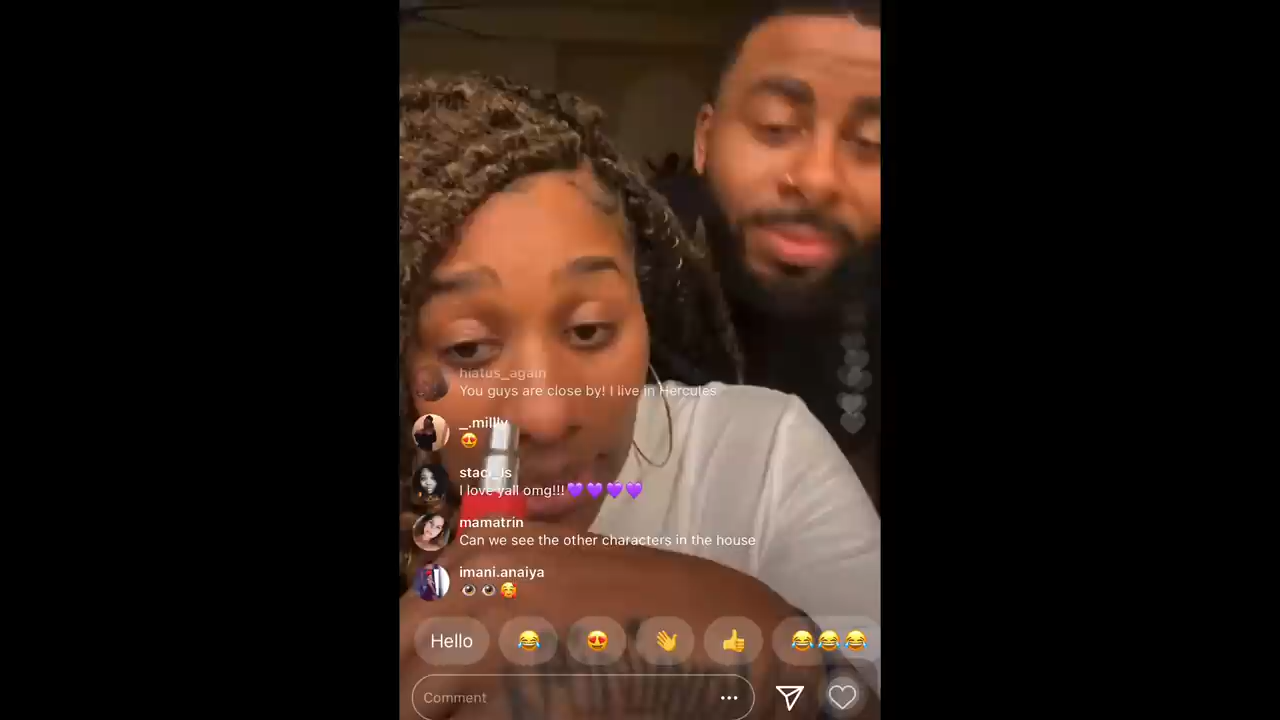 hiatus_again
You guys are close by! I live in Hercules
_.millly
😍
staci_ls
I love yall omg!!!💜💜💜💜
mamatrin
Can we see the other characters in the house
imani.anaiya
👁️👁️🥰
Hello 😂 😍 👋 👍 😂😂😂
Comment ...